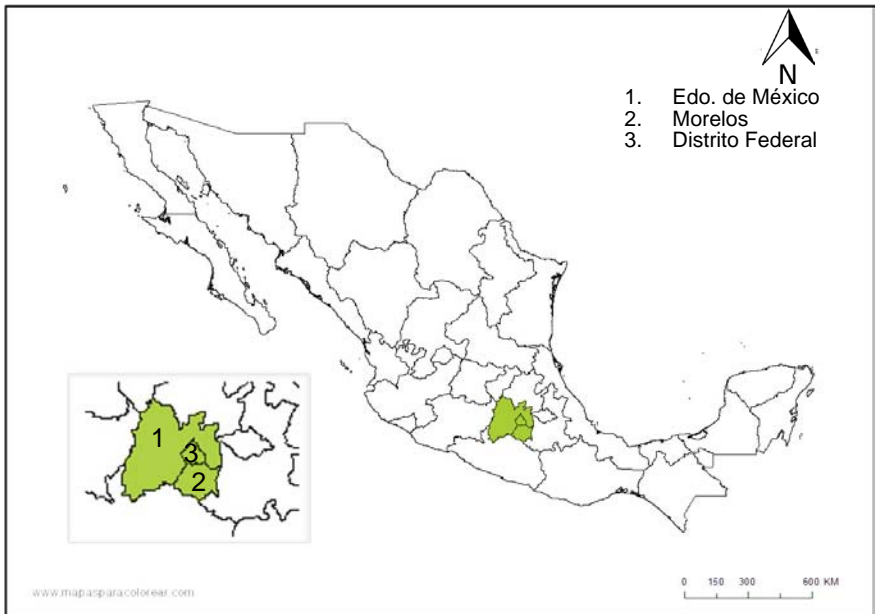 N
1. Edo. de México
2. Morelos
3. Distrito Federal
1
3
2
www.mapasparacolorear.com
0 150 300 600 KM